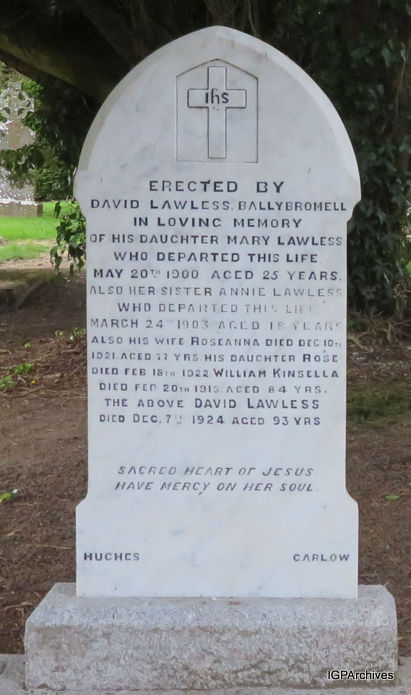 ihs
ERECTED BY
DAVID LAWLESS, BALLYBROMELL
IN LOVING MEMORY
OF HIS DAUGHTER MARY LAWLESS
WHO DEPARTED THIS LIFE
MAY 20TH 1900 AGED 25 YEARS.
ALSO HER SISTER ANNIE LAWLESS
WHO DEPARTED THIS LIFE
MARCH 24TH 1903 AGED 18 YEARS
ALSO HIS WIFE ROSEANNA DIED DEC 10TH
1921. AGED 77 YRS HIS DAUGHTER ROSE
DIED FEB 18TH 1922. WILLIAM KINSELLA
DIED FEB 20TH 1915. AGED 84 YRS.
THE ABOVE DAVID LAWLESS
DIED DEC. 7TH 1924 AGED 93 YRS
SACRED HEART OF JESUS
HAVE MERCY ON HER SOUL.
HUGHES CARLOW
IGPArchives